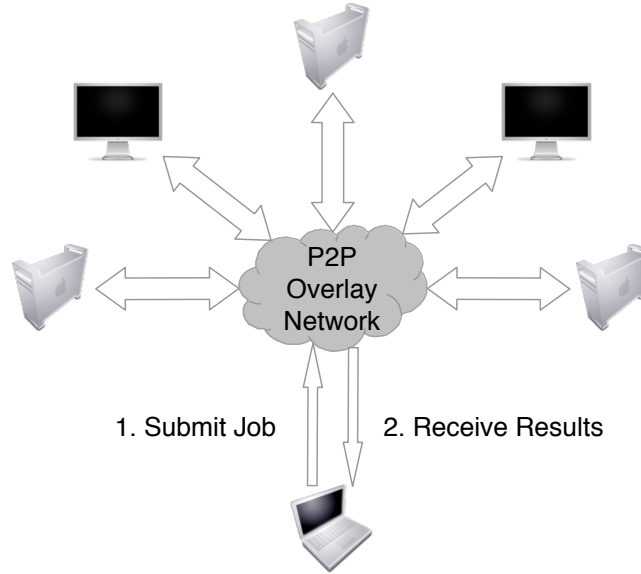 P2P
Overlay
Network
1. Submit Job
2. Receive Results